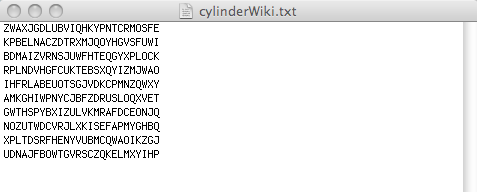 cylinderWiki.txt
ZWAXJGDLUBVIQHKYPNTCRMOSFE
KPBELNACZDTRXMJQOYHGVSFUWI
BDMAIZVRNSJUWFHTEQGYXPLOCK
RPLNDVHGFCUKTEBSXQYIZMJWAO
IHFRLABEUOTSGJVDKCPMNZQWXY
AMKGHIWPNYCJBFZDRUSLOQXVET
GWTHSPYBXIZULVKMRAFDCEONJQ
NOZUTWDCVRJLXKISEFAPMYGHBQ
XPLTDSRFHENYVUBMCQWAOIKZGJ
UDNAJFBOWTGVRSCZQKELMXYIHP